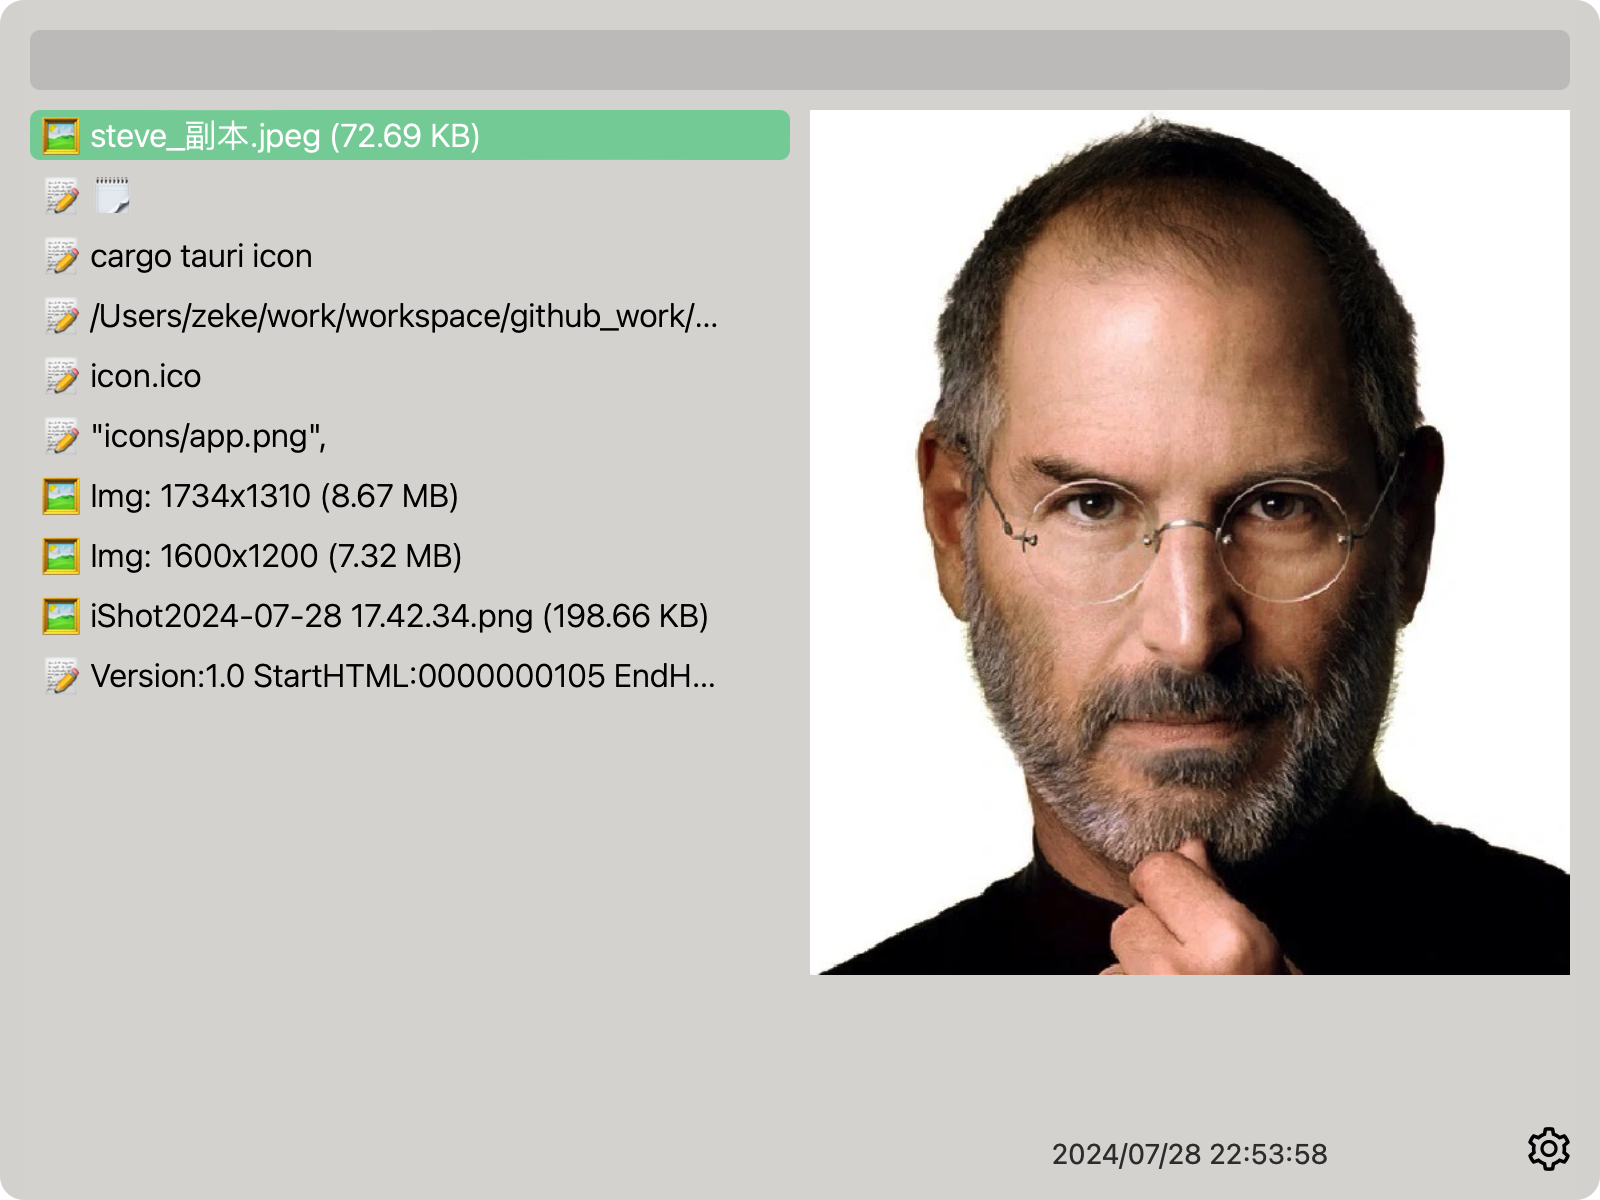 steve_副本.jpeg (72.69 KB)
cargo tauri icon
/Users/zeke/work/workspace/github_work/...
icon.ico
"icons/app.png",
Img: 1734x1310 (8.67 MB)
Img: 1600x1200 (7.32 MB)
iShot2024-07-28 17.42.34.png (198.66 KB)
Version:1.0 StartHTML:0000000105 EndH...
2024/07/28 22:53:58